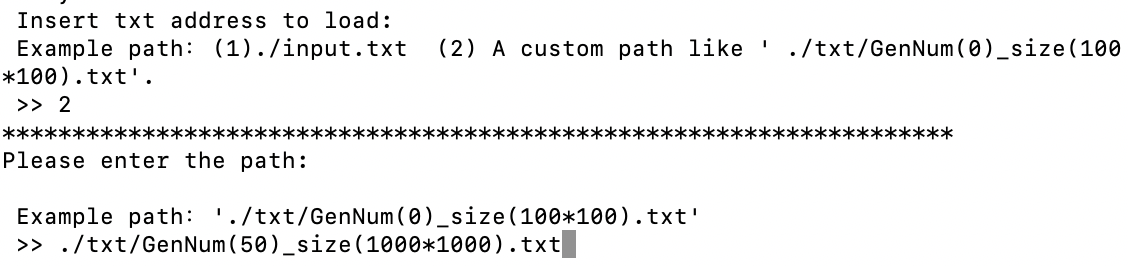 Insert txt address to load:
Example path: (1)./input.txt  (2) A custom path like ' ./txt/GenNum(0)_size(100
*100).txt'.
>> 2
********************************************************************
Please enter the path:
Example path: './txt/GenNum(0)_size(100*100).txt'
>> ./txt/GenNum(50)_size(1000*1000).txt